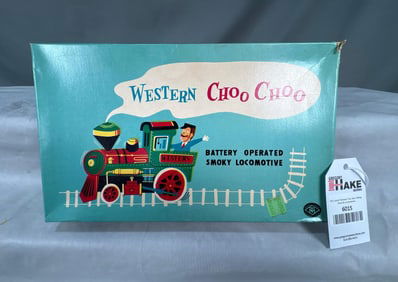 WESTERN CHOO CHOO
BATTERY OPERATED
SMOKY LOCOMOTIVE
WESTERN
HAKE
6015